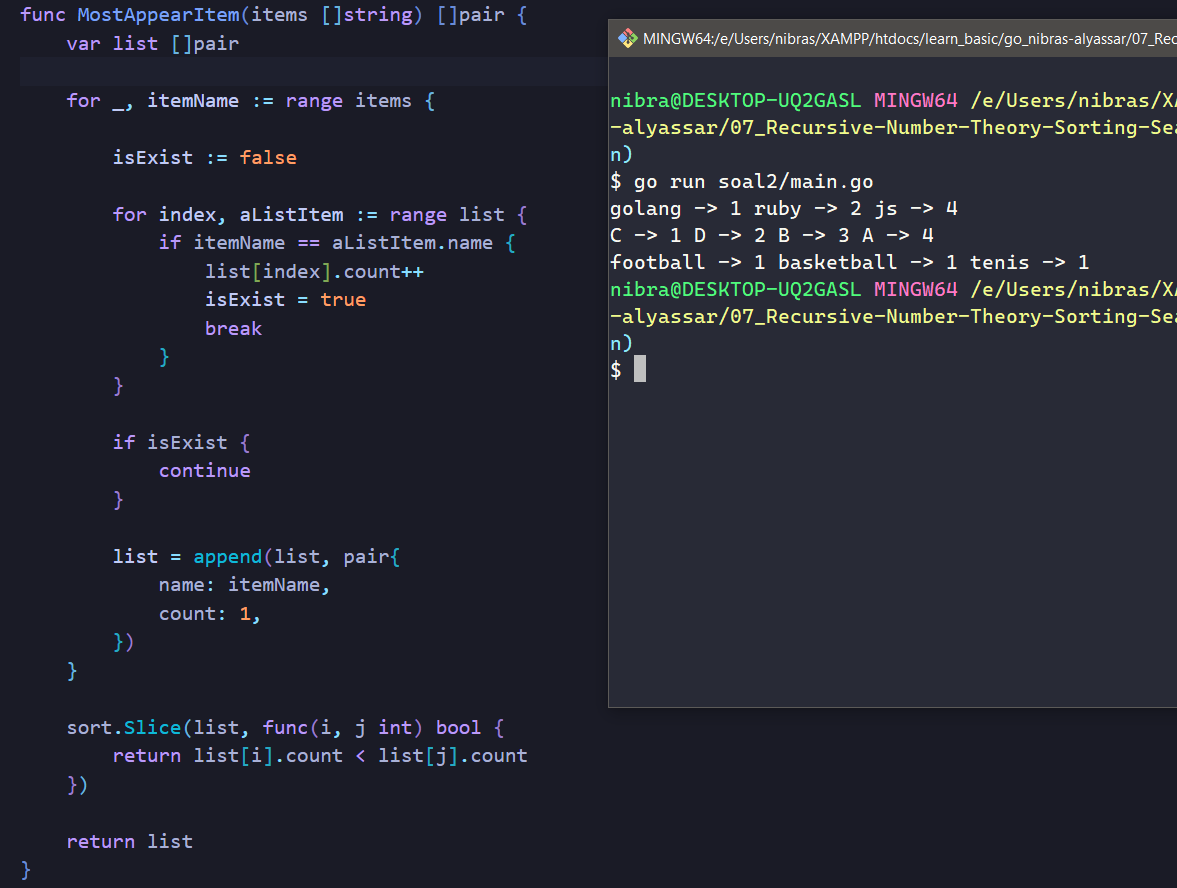 func MostAppearItem(items []string) []pair {
var list []pair
for _, itemName := range items {
isExist := false
for index, aListItem := range list {
if itemName == aListItem.name {
list[index].count++
isExist = true
break
}
}
if isExist {
continue
}
list = append(list, pair{
name: itemName,
count: 1,
})
}
sort.Slice(list, func(i, j int) bool {
return list[i].count < list[j].count
})
return list
}
MINGW64:/e/Users/nibras/XAMPP/htdocs/learn_basic/go_nibras-alyassar/07_Rec
nibra@DESKTOP-UQ2GASL MINGW64 /e/Users/nibras/XA
-alyassar/07_Recursive-Number-Theory-Sorting-Sea
n)
$ go run soal2/main.go
golang -> 1 ruby -> 2 js -> 4
C -> 1 D -> 2 B -> 3 A -> 4
football -> 1 basketball -> 1 tenis -> 1
nibra@DESKTOP-UQ2GASL MINGW64 /e/Users/nibras/XA
-alyassar/07_Recursive-Number-Theory-Sorting-Sea
n)
$